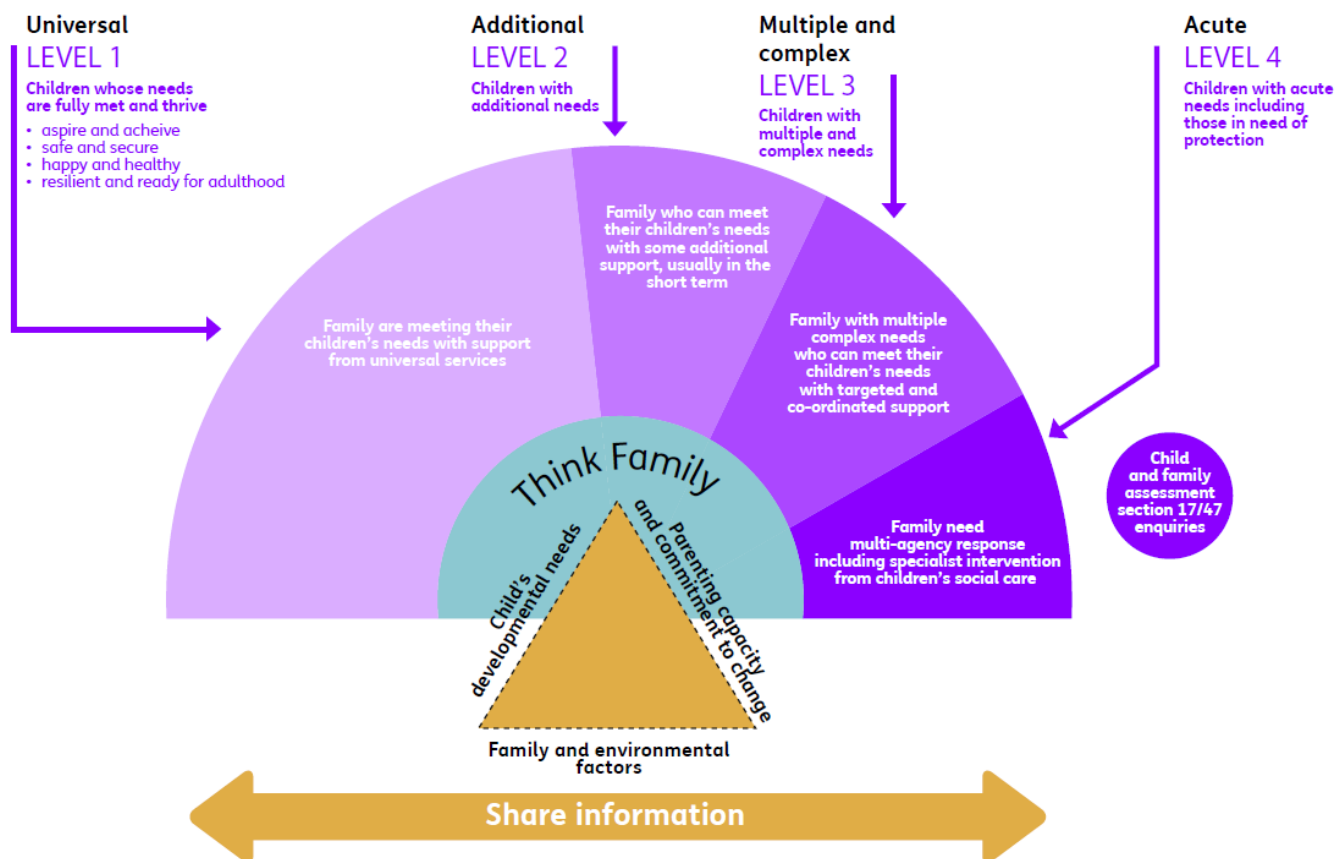 Universal
LEVEL 1
Children whose needs
are fully met and thrive
• aspire and acheive
• safe and secure
• happy and healthy
• resilient and ready for adulthood
Additional
LEVEL 2
Children with
additional needs
Multiple and
complex
LEVEL 3
Children with
multiple and
complex needs
Acute
LEVEL 4
Children with acute
needs including
those in need of
protection
Family are meeting their
children's needs with support
from universal services
Family who can meet
their children's needs
with some additional
support, usually in the
short term
Family with multiple
complex needs
who can meet their
children's needs
with targeted and
co-ordinated support
Family need
multi-agency response
including specialist intervention
from children's social care
Child
and family
assessment
section 17/47
enquiries
Think Family
Child's
developmental needs
Parenting capacity
and commitment to change
Family and environmental
factors
Share information